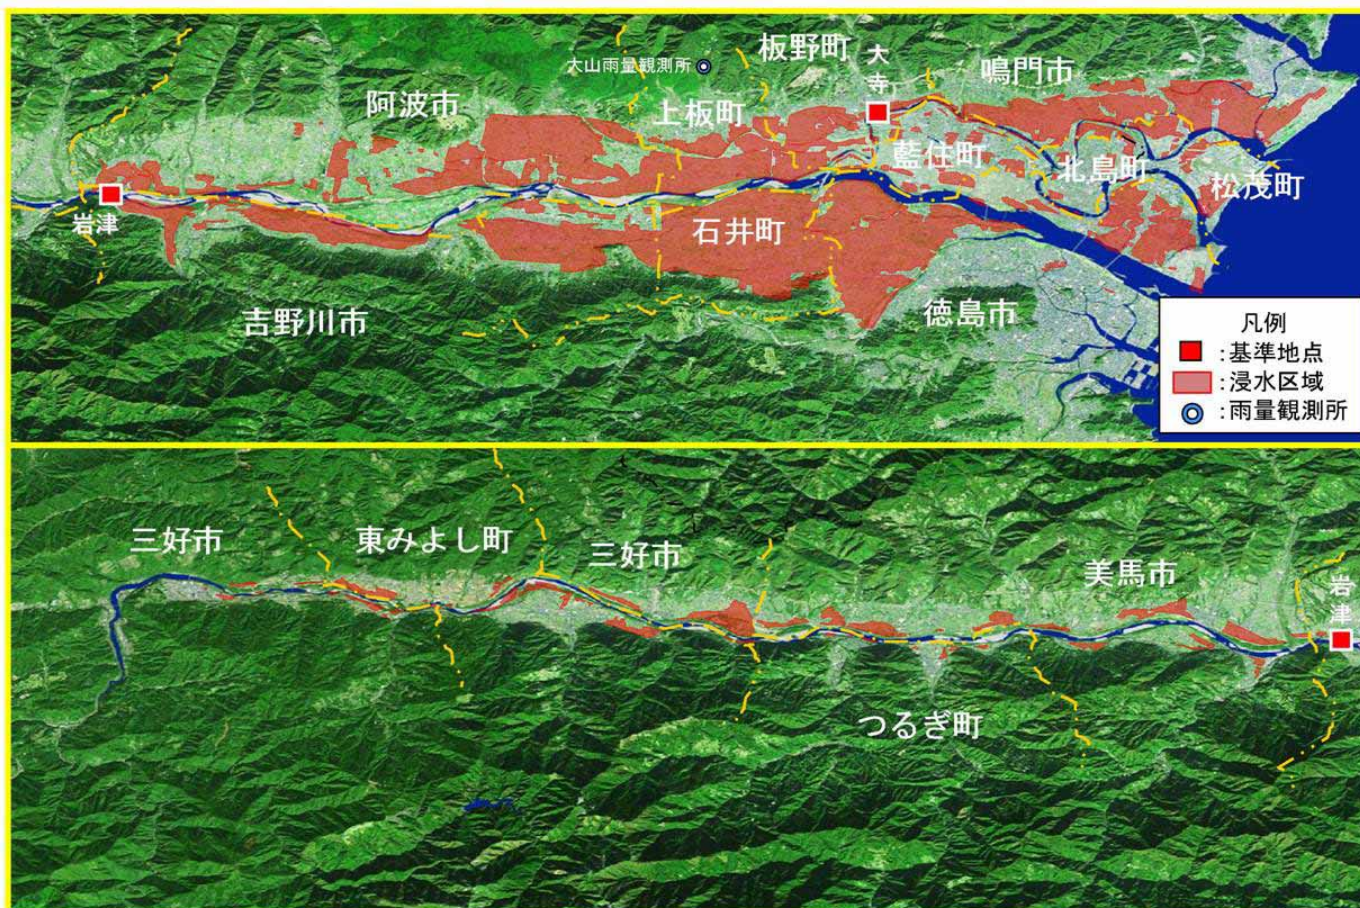 板野町
大寺
鳴門市
大山雨量観測所
阿波市
上板町
藍住町
北島町
松茂町
岩津
石井町
吉野川市
徳島市
凡例
:基準地点
:浸水区域
:雨量観測所
三好市
東みよし町
三好市
美馬市
岩津
つるぎ町